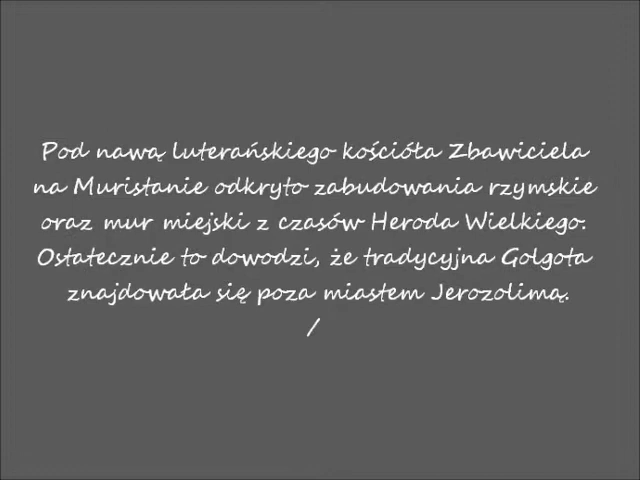 Pod nawą luterańskiego kościóła Zbawiciela
na Muristanie odkryto zabudowania rzymskie
oraz mur miejski z czasów Heroda Wielkiego.
Ostatecznie to dowodzi, że tradycyjna Golgota
znajdowała się poza miastem Jerozolimą.
/